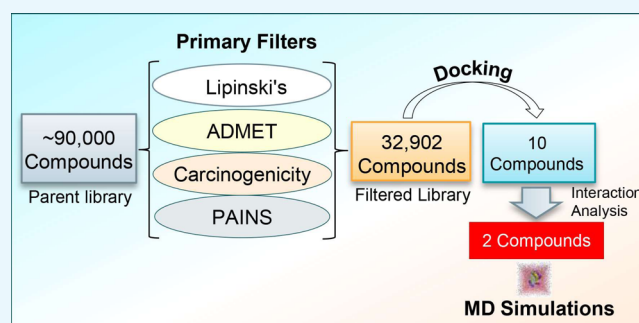 Primary Filters
Lipinski's
ADMET
Carcinogenicity
PAINS
~90,000
Compounds
Parent library
32,902
Compounds
Filtered Library
Docking
10
Compounds
Interaction
Analysis
2 Compounds
MD Simulations